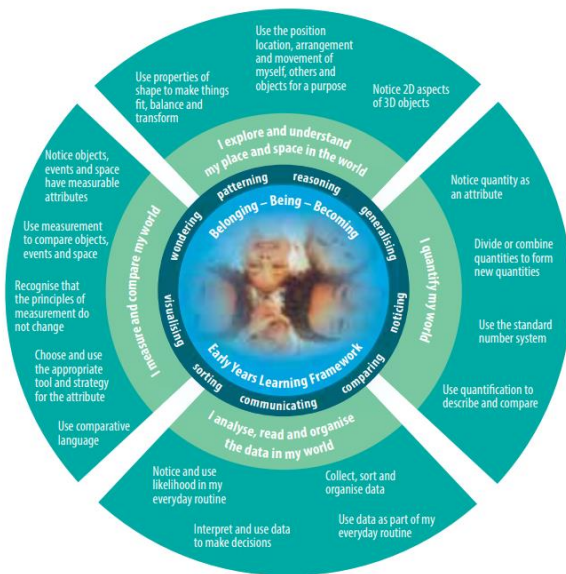 Use the position
location, arrangement
and movement of
myself, others and
objects for a purpose
Use properties of
shape to make things
fit, balance and
transform
Notice 2D aspects
of 3D objects
I explore and understand
my place and space in the world
Notice objects,
events and space
have measurable
attributes
Use measurement
to compare objects,
events and space
Recognise that
the principles of
measurement do
not change
Choose and use
the appropriate
tool and strategy
for the attribute
Use comparative
language
I measure and compare my world
Notice quantity as
an attribute
Divide or combine
quantities to form
new quantities
Use the standard
number system
Use quantification to
describe and compare
I quantify my world
wondering
patterning
reasoning
generalising
noticing
comparing
communicating
sorting
visualising
Belonging – Being – Becoming
Early Years Learning Framework
I analyse, read and organise
the data in my world
Notice and use
likelihood in my
everyday routine
Interpret and use data
to make decisions
Collect, sort and
organise data
Use data as part of my
everyday routine